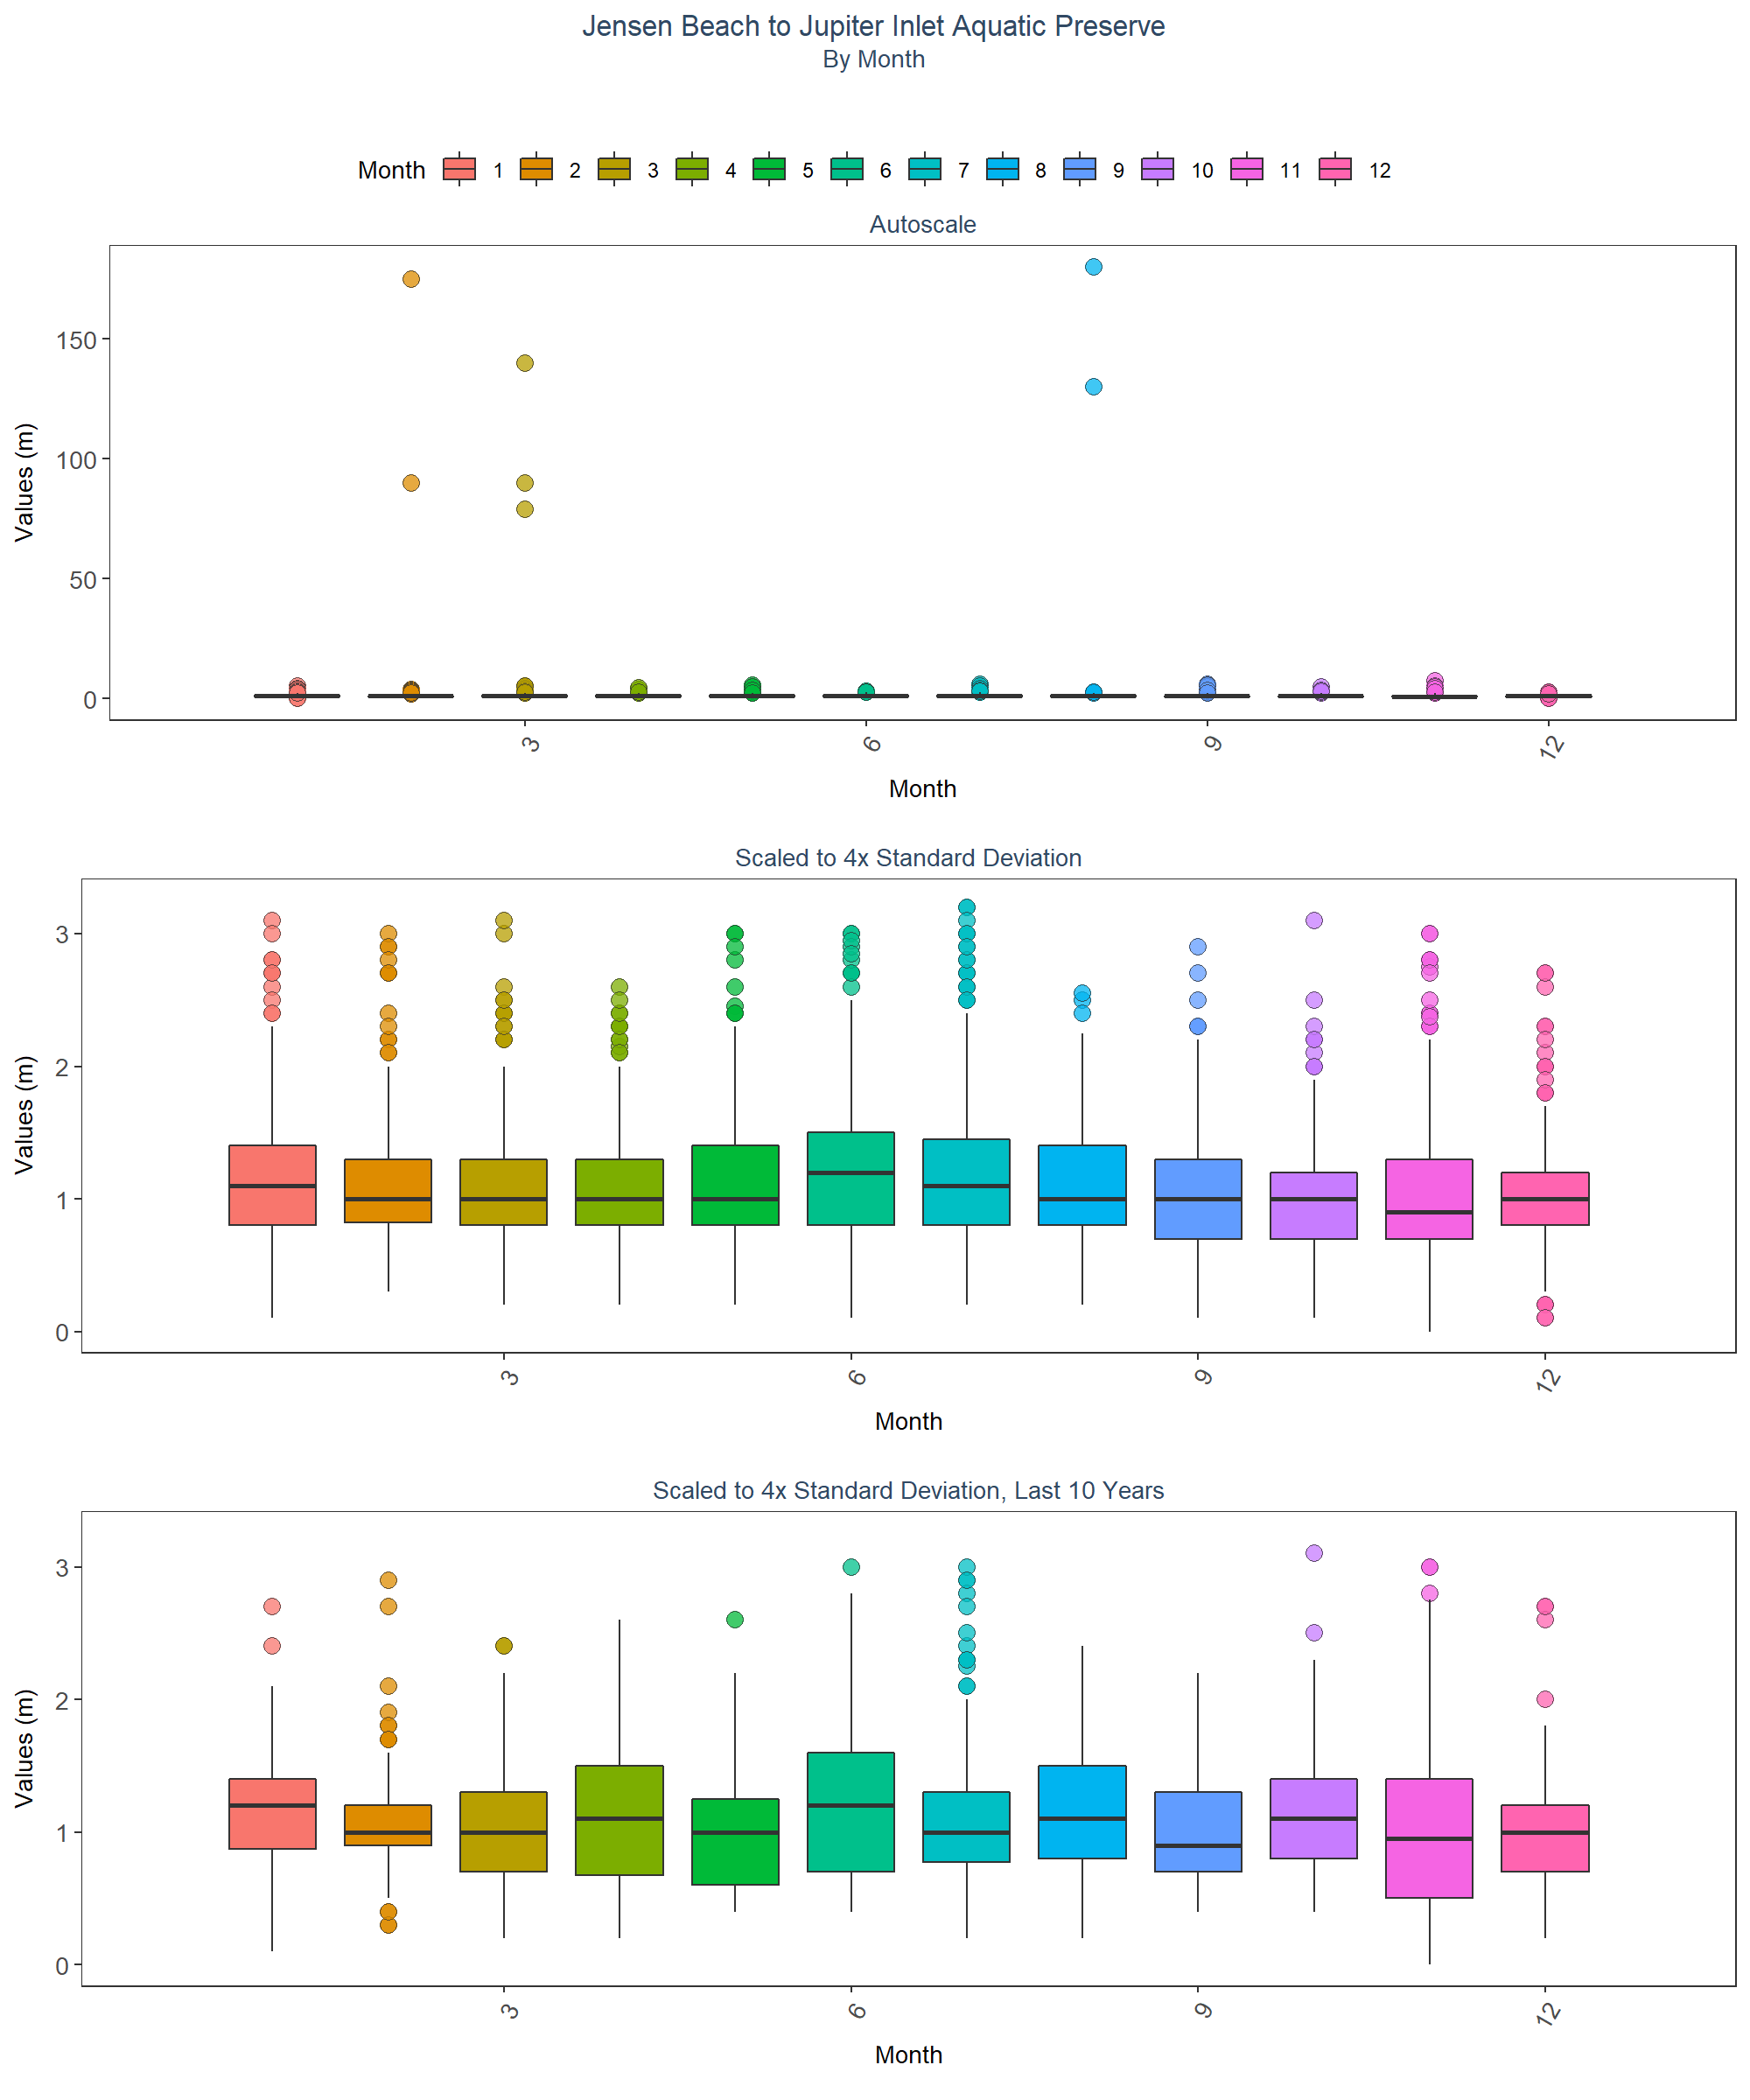 Jensen Beach to Jupiter Inlet Aquatic Preserve
By Month
Month 1 2 3 4 5 6 7 8 9 10 11 12
Autoscale
Values (m)
150
100
50
0
3 6 9 12
Month
Scaled to 4x Standard Deviation
Values (m)
3
2
1
0
3 6 9 12
Month
Scaled to 4x Standard Deviation, Last 10 Years
Values (m)
3
2
1
0
3 6 9 12
Month